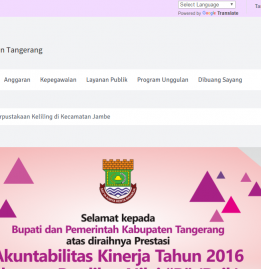 Select Language
Ta
Powered by Google Translate
n Tangerang
Anggaran Kepegawaian Layanan Publik Program Unggulan Dibuang Sayang
rpustakaan Keliling di Kecamatan Jambe
Selamat kepada
Bupati dan Pemerintah Kabupaten Tangerang
atas diraihnya Prestasi
Akuntabilitas Kinerja Tahun 2016